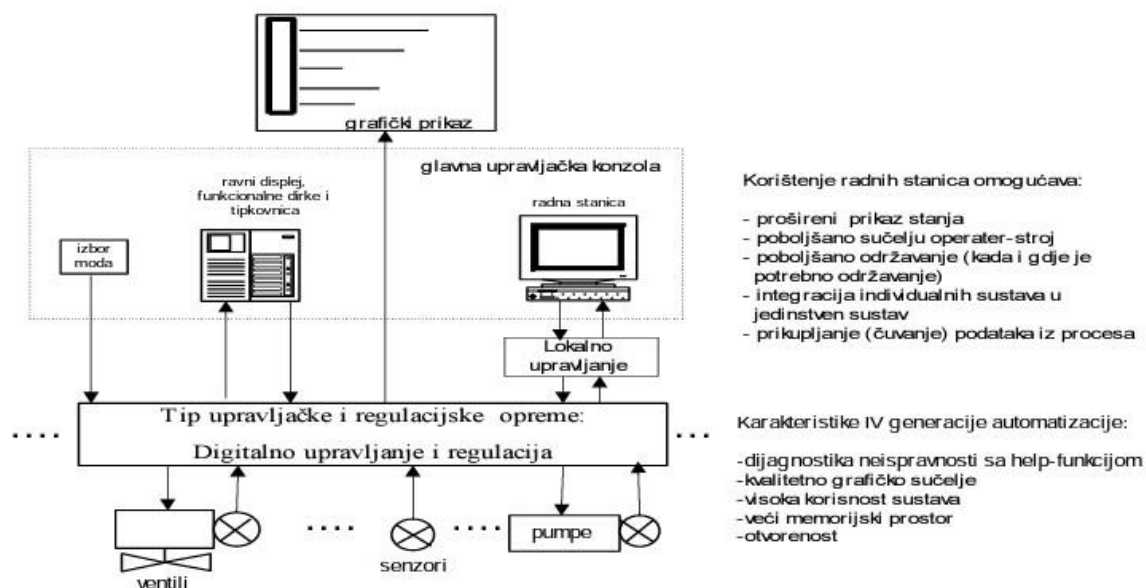 grafički prikaz
glavna upravljačka konzola
ravni displej,
funkcionalne dirke i
tipkovnica
radna stanica
izbor
moda
Lokalno
upravljanje
Tip upravljačke i regulacijske opreme:
Digitalno upravljanje i regulacija
ventili
senzori
pumpe
Korištenje radnih stanica omogućava:
- prošireni prikaz stanja
- poboljšano sučelju operater-stroj
- poboljšano održavanje (kada i gdje je
potrebno održavanje)
- integracija individualnih sustava u
jedinstven sustav
- prikupljanje (čuvanje) podataka iz procesa
Karakteristike IV generacije automatizacije:
-dijagnostika neispravnosti sa help-funkcijom
-kvalitetno grafičko sučelje
-visoka korisnost sustava
-veći memorijski prostor
-otvorenost